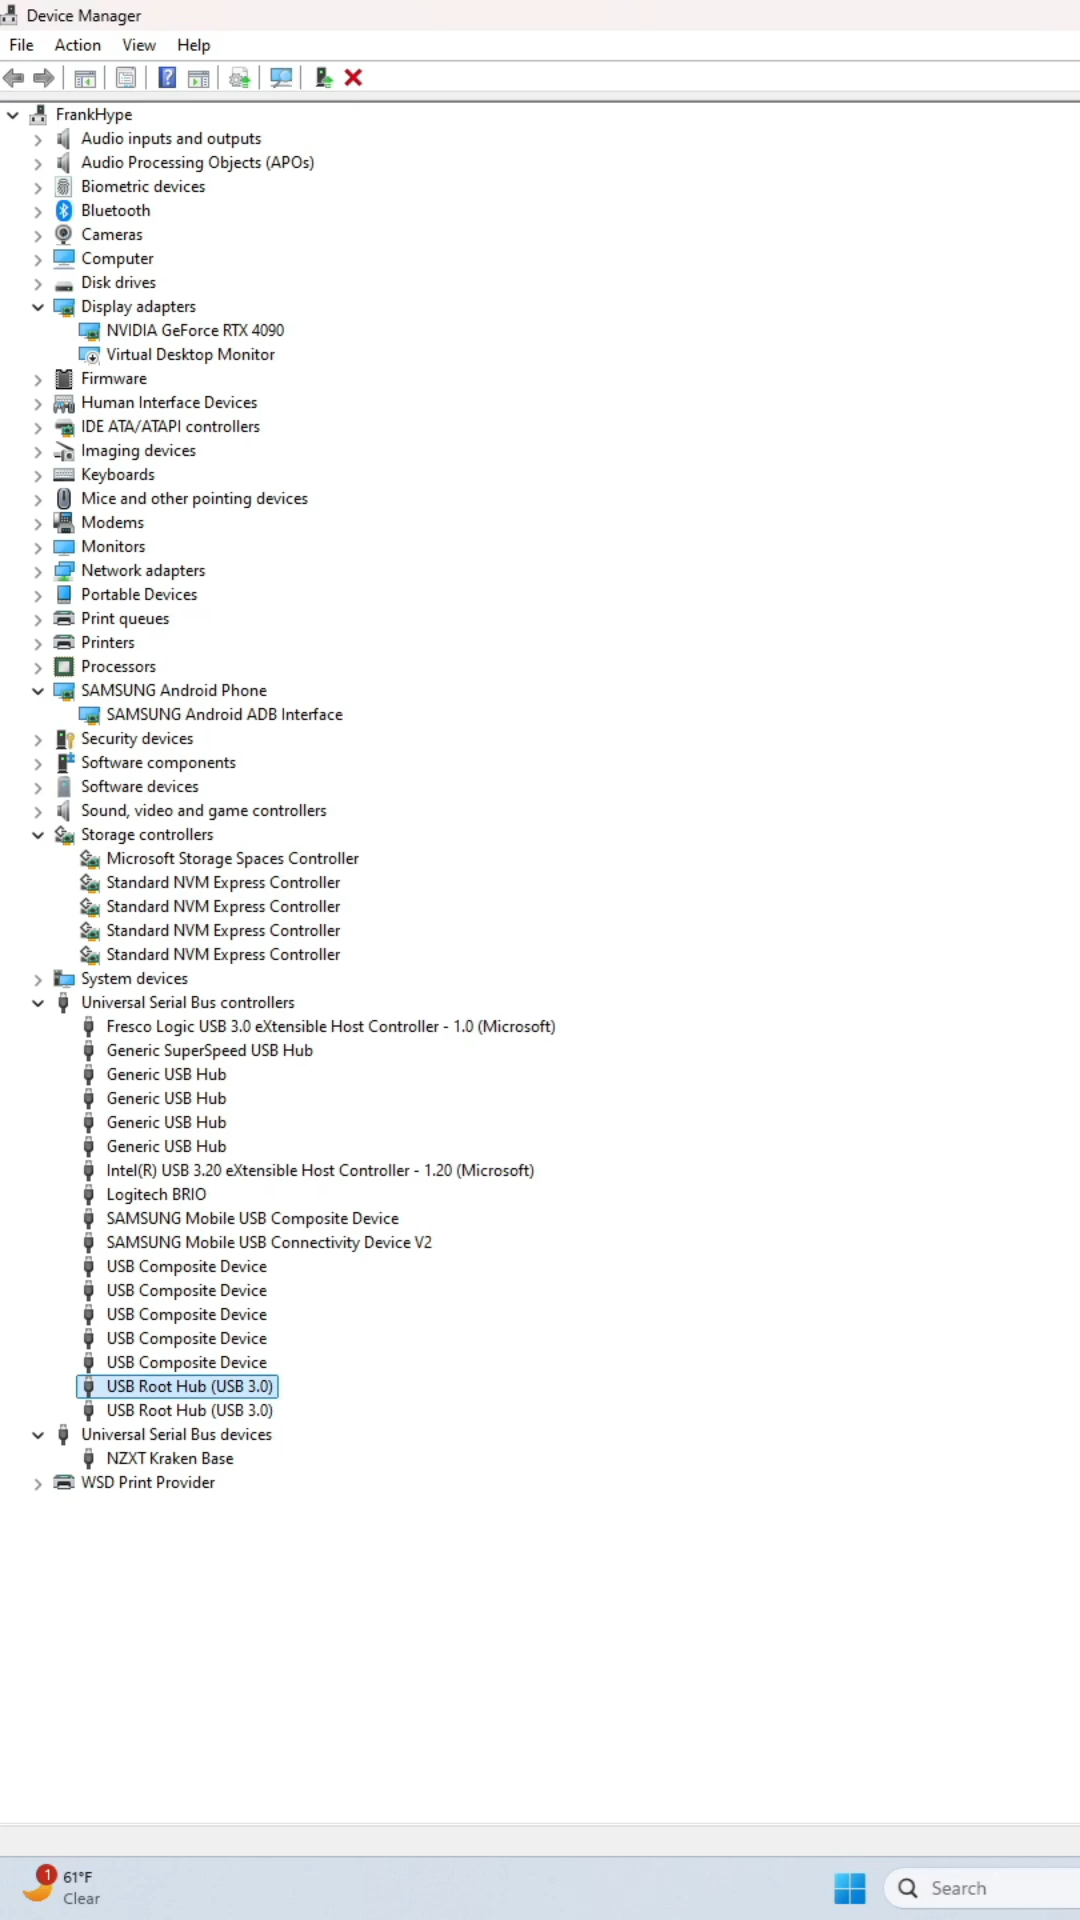 Device Manager
File Action View Help
FrankHype
Audio inputs and outputs
Audio Processing Objects (APOs)
Biometric devices
Bluetooth
Cameras
Computer
Disk drives
Display adapters
NVIDIA GeForce RTX 4090
Virtual Desktop Monitor
Firmware
Human Interface Devices
IDE ATA/ATAPI controllers
Imaging devices
Keyboards
Mice and other pointing devices
Modems
Monitors
Network adapters
Portable Devices
Print queues
Printers
Processors
SAMSUNG Android Phone
SAMSUNG Android ADB Interface
Security devices
Software components
Software devices
Sound, video and game controllers
Storage controllers
Microsoft Storage Spaces Controller
Standard NVM Express Controller
Standard NVM Express Controller
Standard NVM Express Controller
Standard NVM Express Controller
System devices
Universal Serial Bus controllers
Fresco Logic USB 3.0 eXtensible Host Controller - 1.0 (Microsoft)
Generic SuperSpeed USB Hub
Generic USB Hub
Generic USB Hub
Generic USB Hub
Generic USB Hub
Intel(R) USB 3.20 eXtensible Host Controller - 1.20 (Microsoft)
Logitech BRIO
SAMSUNG Mobile USB Composite Device
SAMSUNG Mobile USB Connectivity Device V2
USB Composite Device
USB Composite Device
USB Composite Device
USB Composite Device
USB Composite Device
USB Root Hub (USB 3.0)
USB Root Hub (USB 3.0)
Universal Serial Bus devices
NZXT Kraken Base
WSD Print Provider
1
61°F
Clear
Search